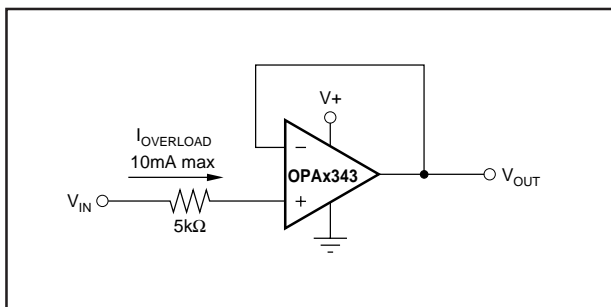 V+
I_OVERLOAD
10mA max
−
OPAx343
V_IN
+
V_OUT
5kΩ